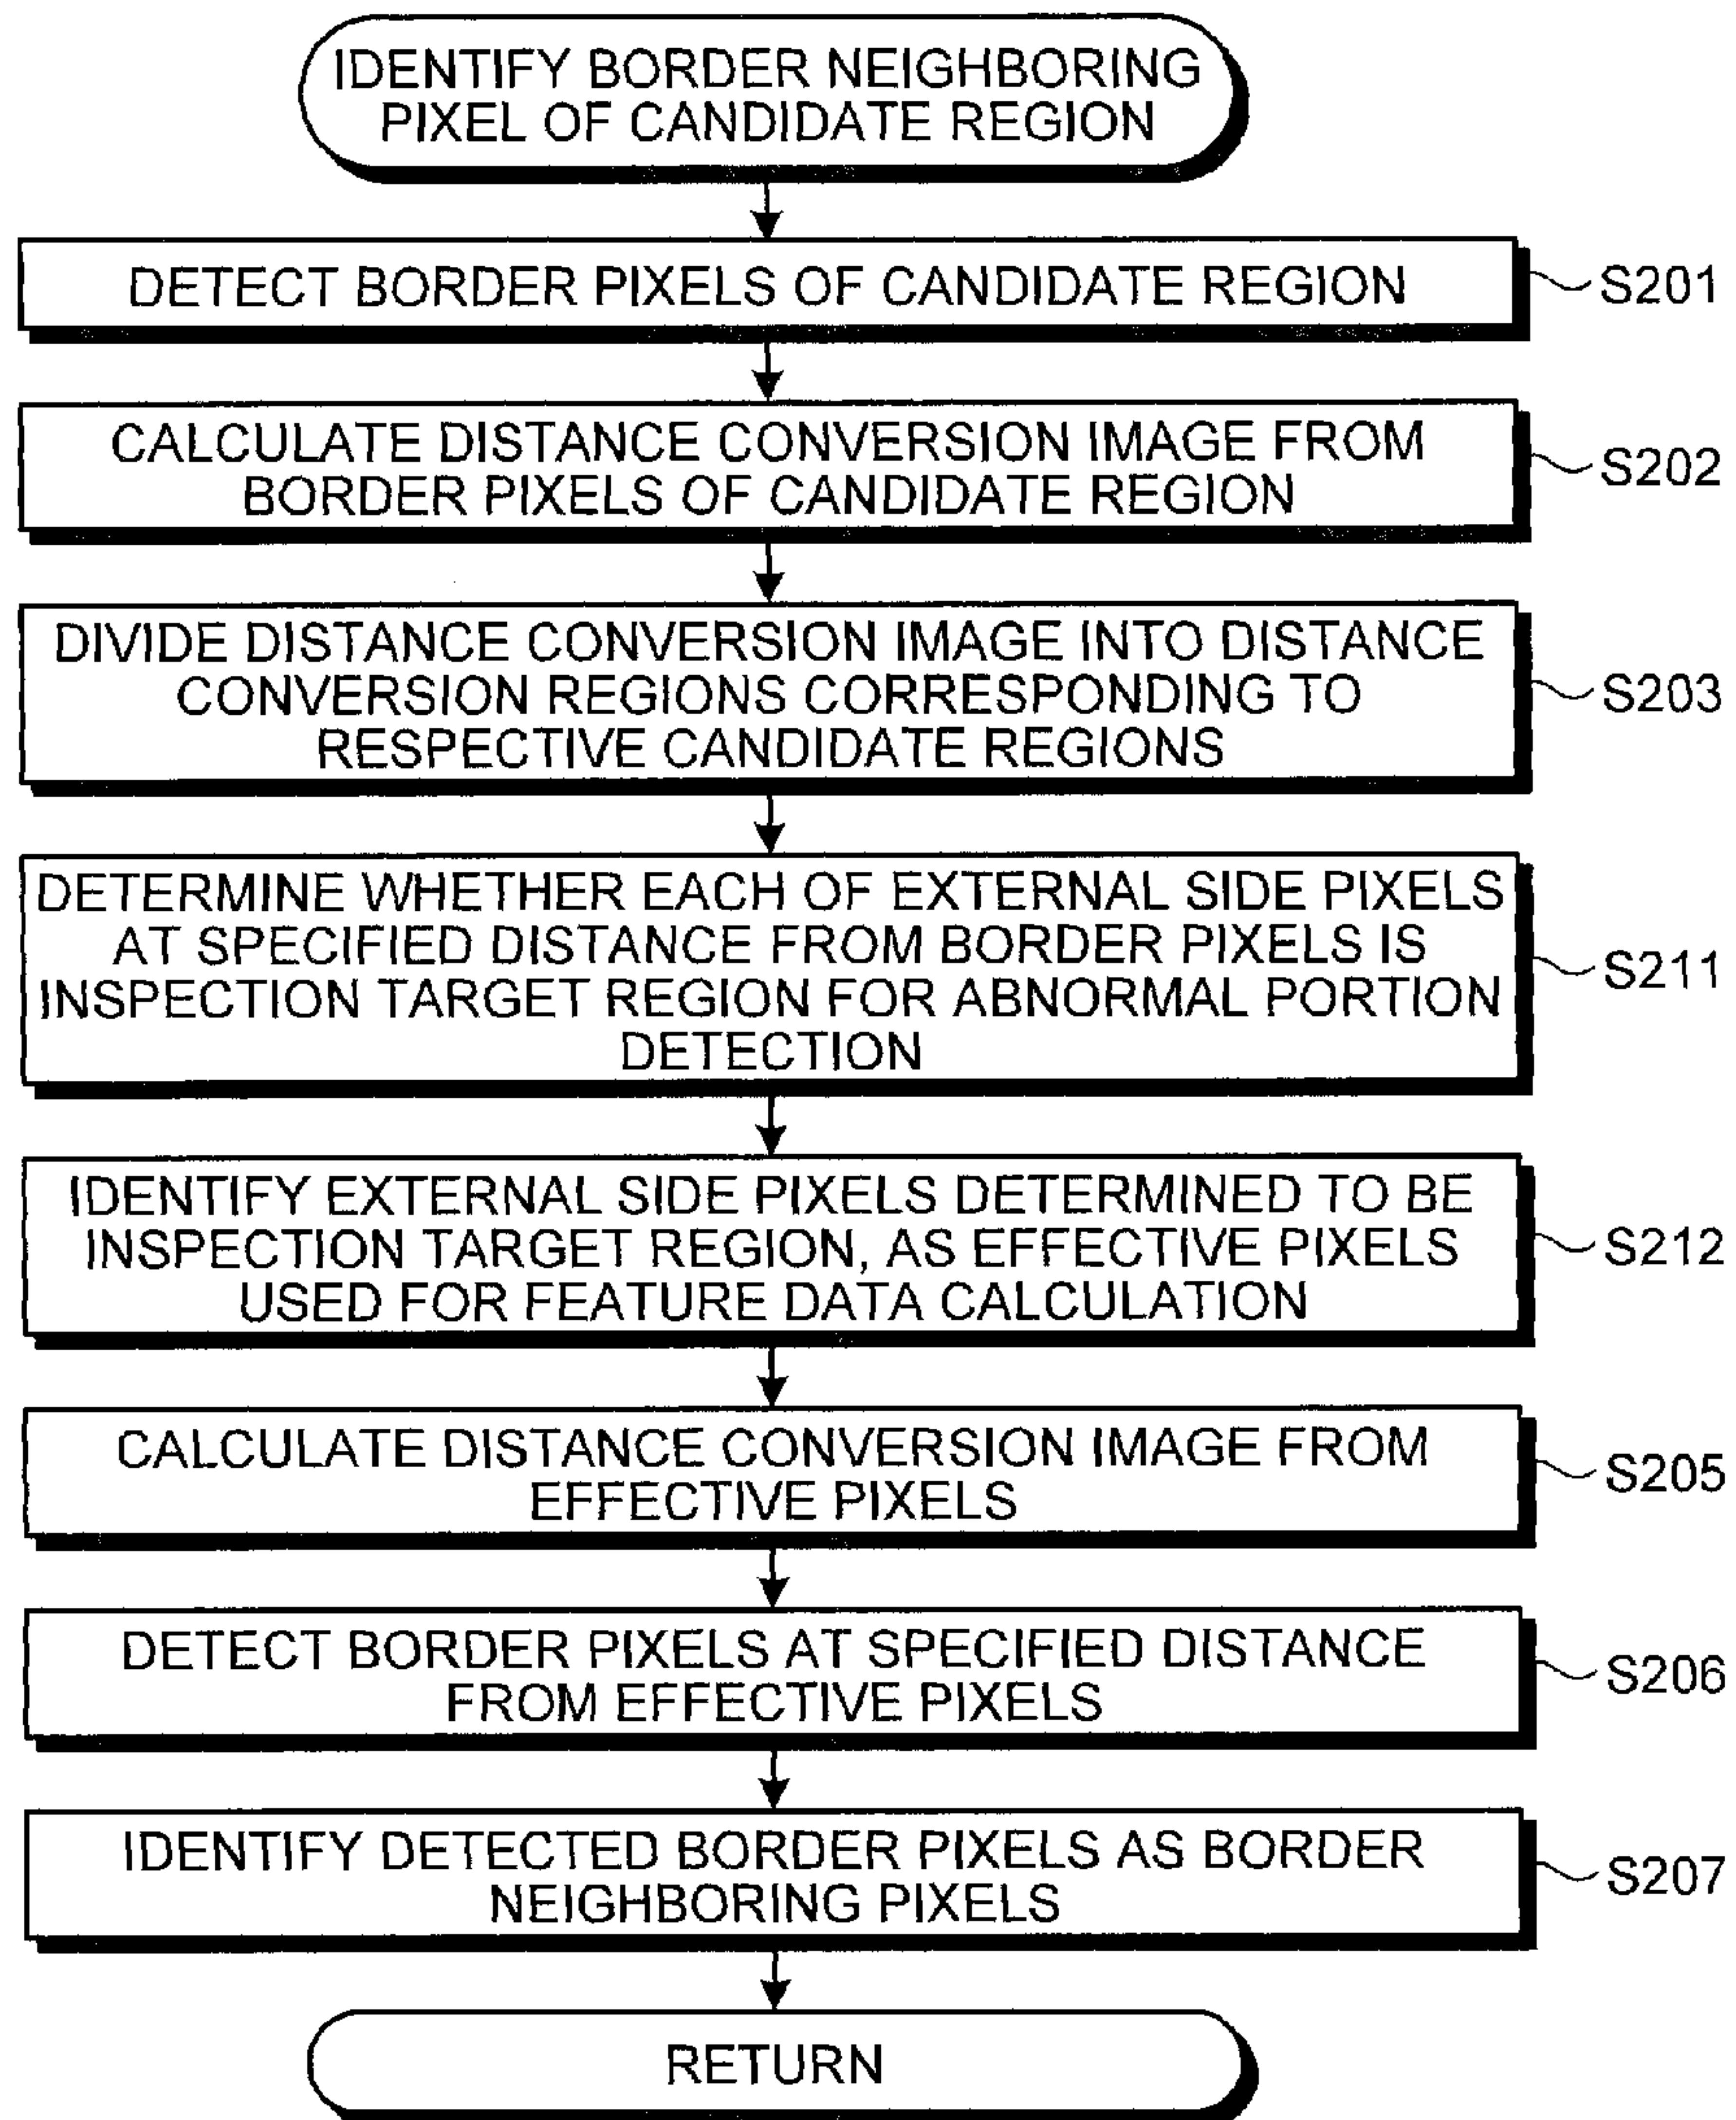 IDENTIFY BORDER NEIGHBORING
PIXEL OF CANDIDATE REGION
DETECT BORDER PIXELS OF CANDIDATE REGION
S201
CALCULATE DISTANCE CONVERSION IMAGE FROM
BORDER PIXELS OF CANDIDATE REGION
S202
DIVIDE DISTANCE CONVERSION IMAGE INTO DISTANCE
CONVERSION REGIONS CORRESPONDING TO
RESPECTIVE CANDIDATE REGIONS
S203
DETERMINE WHETHER EACH OF EXTERNAL SIDE PIXELS
AT SPECIFIED DISTANCE FROM BORDER PIXELS IS
INSPECTION TARGET REGION FOR ABNORMAL PORTION
DETECTION
S211
IDENTIFY EXTERNAL SIDE PIXELS DETERMINED TO BE
INSPECTION TARGET REGION, AS EFFECTIVE PIXELS
USED FOR FEATURE DATA CALCULATION
S212
CALCULATE DISTANCE CONVERSION IMAGE FROM
EFFECTIVE PIXELS
S205
DETECT BORDER PIXELS AT SPECIFIED DISTANCE
FROM EFFECTIVE PIXELS
S206
IDENTIFY DETECTED BORDER PIXELS AS BORDER
NEIGHBORING PIXELS
S207
RETURN